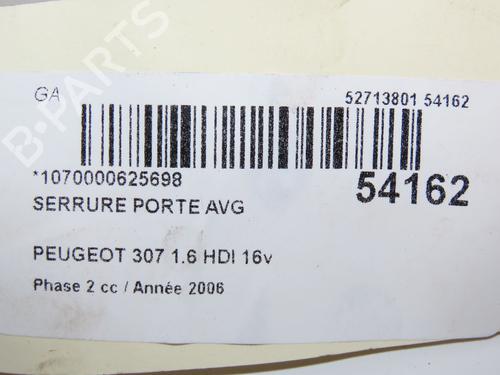 B-PARTS
GA
52713801 54162
*1070000625698
54162
SERRURE PORTE AVG
PEUGEOT 307 1.6 HDI 16v
Phase 2 cc / Année 2006